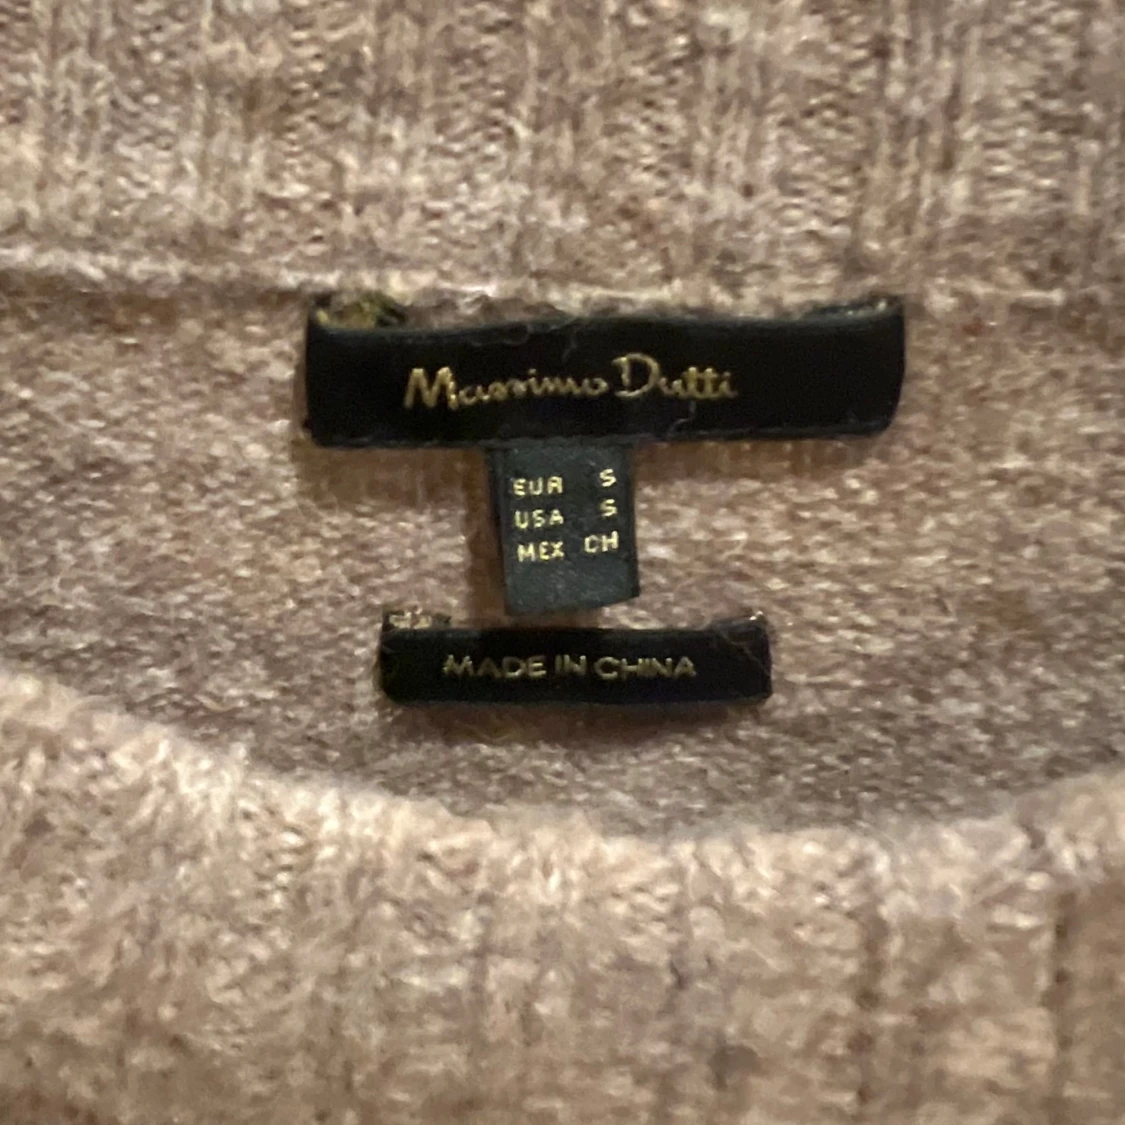 Massimo Dutti
EUR S
USA S
MEX CH
MADE IN CHINA